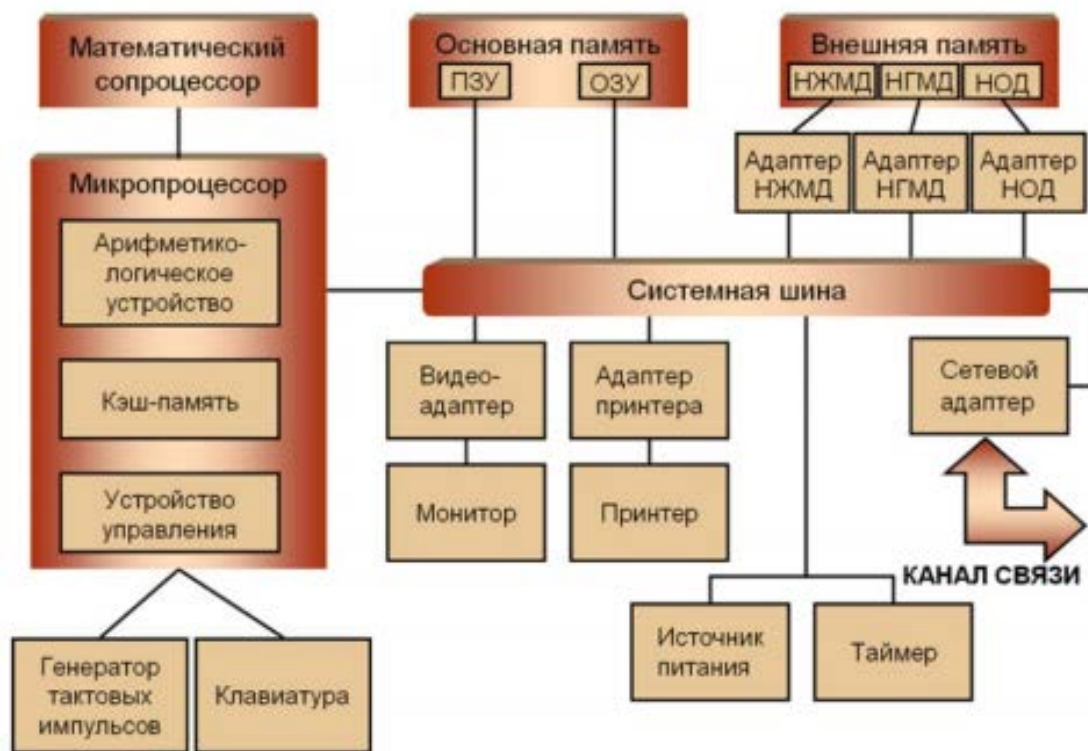 Математический
сопроцессор
Основная память
ПЗУ
ОЗУ
Внешняя память
НЖМД
НГМД
НОД
Адаптер
НЖМД
Адаптер
НГМД
Адаптер
НОД
Микропроцессор
Арифметико-
логическое
устройство
Кэш-память
Устройство
управления
Системная шина
Видео-
адаптер
Адаптер
принтера
Сетевой
адаптер
Монитор
Принтер
КАНАЛ СВЯЗИ
Источник
питания
Таймер
Генератор
тактовых
импульсов
Клавиатура